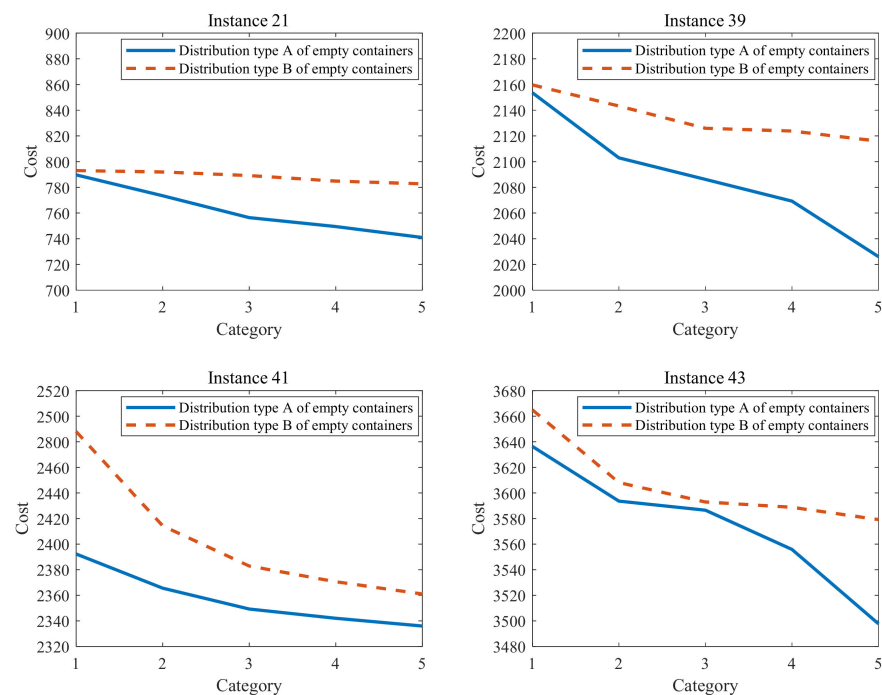 Instance 21
Distribution type A of empty containers
Distribution type B of empty containers
900
880
860
840
820
800
780
760
740
720
700
Cost
1 2 3 4 5
Category
Instance 39
Distribution type A of empty containers
Distribution type B of empty containers
2200
2180
2160
2140
2120
2100
2080
2060
2040
2020
2000
Cost
1 2 3 4 5
Category
Instance 41
Distribution type A of empty containers
Distribution type B of empty containers
2520
2500
2800
2460
2440
2420
2400
2380
2360
2340
2320
Cost
1 2 3 4 5
Category
Instance 43
Distribution type A of empty containers
Distribution type B of empty containers
3680
3660
3640
3620
3600
3580
3560
3540
3520
3500
3480
Cost
1 2 3 4 5
Category